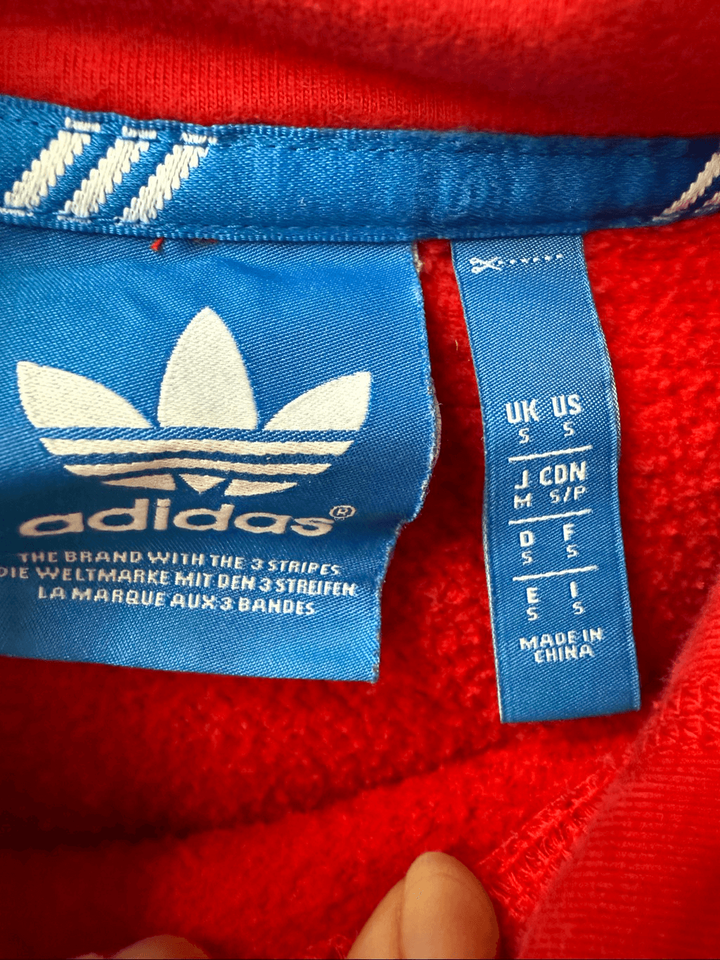 adidas®
THE BRAND WITH THE 3 STRIPES
DIE WELTMARKE MIT DEN 3 STREIFEN
LA MARQUE AUX 3 BANDES
UK US
S S
J CDN
M S/P
D F
S S
E I
S S
MADE IN
CHINA